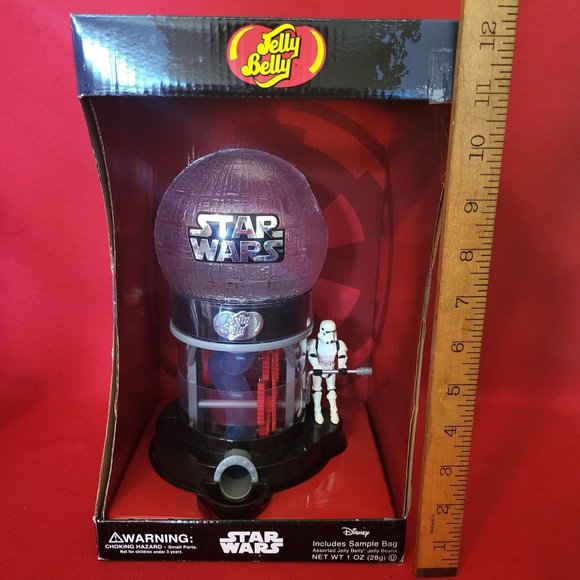 Jelly
Belly
STAR
WARS
Jelly
Belly
⚠WARNING:
CHOKING HAZARD - Small Parts.
Not for children under 3 years.
STAR
WARS
Disney
Includes Sample Bag
Assorted Jelly Belly® Jelly Beans
NET WT 1 OZ (28g) Ⓤ
12
11
10
9
8
7
6
5
4
3
2
1